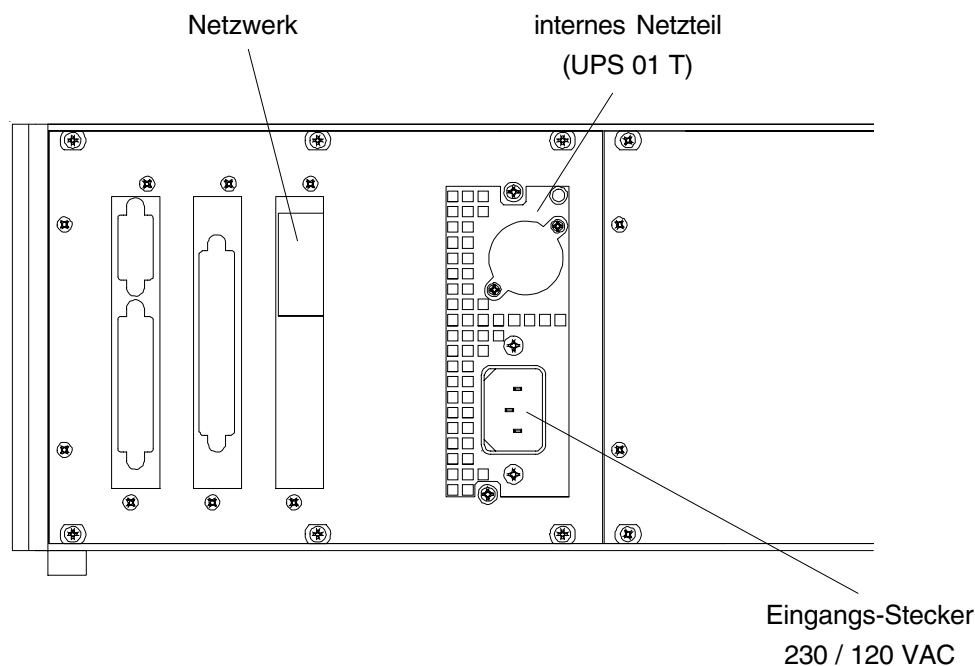 Netzwerk
internes Netzteil
(UPS 01 T)
Eingangs-Stecker
230 / 120 VAC